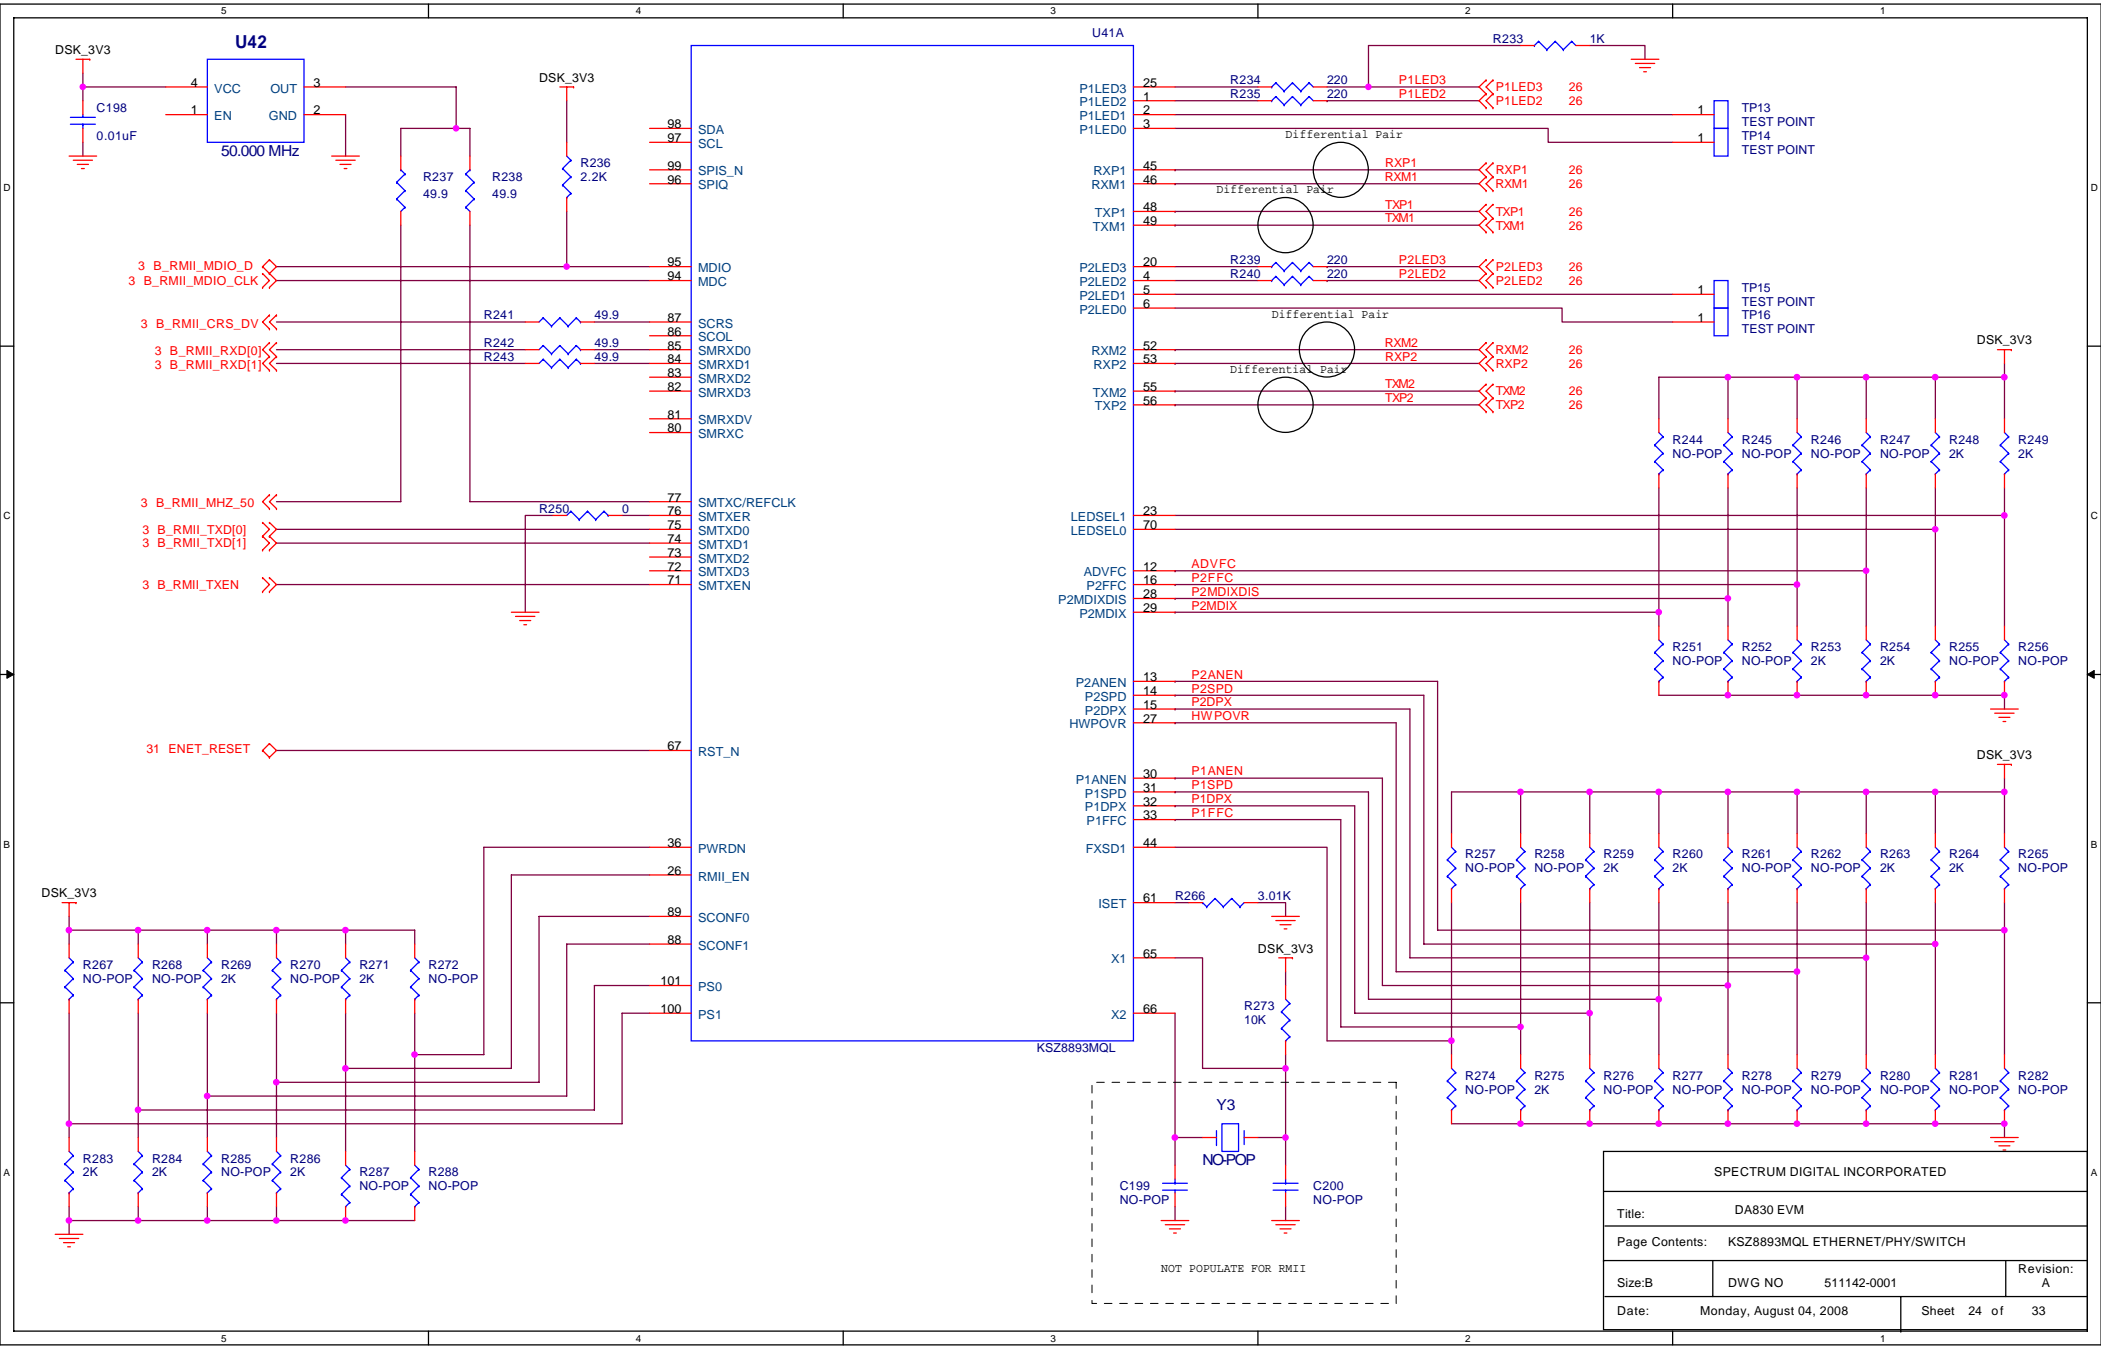 5 4 3 2 1
DSK_3V3
U42
4 VCC OUT 3
1 EN GND 2
50.000 MHz
C198
0.01uF
DSK_3V3
R236
2.2K
R237
49.9
R238
49.9
3 B_RMII_MDIO_D
3 B_RMII_MDIO_CLK
3 B_RMII_CRS_DV
R241 49.9
3 B_RMII_RXD[0]
R242 49.9
3 B_RMII_RXD[1]
R243 49.9
3 B_RMII_MHZ_50
R250 0
3 B_RMII_TXD[0]
3 B_RMII_TXD[1]
3 B_RMII_TXEN
31 ENET_RESET
U41A
98 SDA
97 SCL
99 SPIS_N
96 SPIQ
95 MDIO
94 MDC
87 SCRS
86 SCOL
85 SMRXD0
84 SMRXD1
83 SMRXD2
82 SMRXD3
81 SMRXDV
80 SMRXC
77 SMTXC/REFCLK
76 SMTXER
75 SMTXD0
74 SMTXD1
73 SMTXD2
72 SMTXD3
71 SMTXEN
67 RST_N
36 PWRDN
26 RMII_EN
89 SCONF0
88 SCONF1
101 PS0
100 PS1
KSZ8893MQL
R233 1K
P1LED3 25 R234 220 P1LED3 P1LED3 26
P1LED2 1 R235 220 P1LED2 P1LED2 26
P1LED1 2
P1LED0 3
1 TP13
TEST POINT
1 TP14
TEST POINT
Differential Pair
RXP1 45 RXP1 RXP1 26
RXM1 46 RXM1 RXM1 26
Differential Pair
TXP1 48 TXP1 TXP1 26
TXM1 49 TXM1 TXM1 26
P2LED3 20 R239 220 P2LED3 P2LED3 26
P2LED2 4 R240 220 P2LED2 P2LED2 26
P2LED1 5
P2LED0 6
1 TP15
TEST POINT
1 TP16
TEST POINT
Differential Pair
RXM2 52 RXM2 RXM2 26
RXP2 53 RXP2 RXP2 26
Differential Pair
TXM2 55 TXM2 TXM2 26
TXP2 56 TXP2 TXP2 26
DSK_3V3
R244
NO-POP
R245
NO-POP
R246
NO-POP
R247
NO-POP
R248
2K
R249
2K
LEDSEL1 23
LEDSEL0 70
ADVFC 12 ADVFC
P2FFC 16 P2FFC
P2MDIXDIS 28 P2MDIXDIS
P2MDIX 29 P2MDIX
R251
NO-POP
R252
NO-POP
R253
2K
R254
2K
R255
NO-POP
R256
NO-POP
P2ANEN 13 P2ANEN
P2SPD 14 P2SPD
P2DPX 15 P2DPX
HWPOVR 27 HWPOVR
P1ANEN 30 P1ANEN
P1SPD 31 P1SPD
P1DPX 32 P1DPX
P1FFC 33 P1FFC
FXSD1 44
ISET 61 R266 3.01K
X1 65
X2 66
DSK_3V3
R273
10K
DSK_3V3
R257
NO-POP
R258
NO-POP
R259
2K
R260
2K
R261
NO-POP
R262
NO-POP
R263
2K
R264
2K
R265
NO-POP
R274
NO-POP
R275
2K
R276
NO-POP
R277
NO-POP
R278
NO-POP
R279
NO-POP
R280
NO-POP
R281
NO-POP
R282
NO-POP
DSK_3V3
R267
NO-POP
R268
NO-POP
R269
2K
R270
NO-POP
R271
2K
R272
NO-POP
R283
2K
R284
2K
R285
NO-POP
R286
2K
R287
NO-POP
R288
NO-POP
Y3
NO-POP
C199
NO-POP
C200
NO-POP
NOT POPULATE FOR RMII
SPECTRUM DIGITAL INCORPORATED
Title: DA830 EVM
Page Contents: KSZ8893MQL ETHERNET/PHY/SWITCH
Size:B DWG NO 511142-0001 Revision:
A
Date: Monday, August 04, 2008 Sheet 24 of 33
D D
C C
B B
A A
5 4 3 2 1